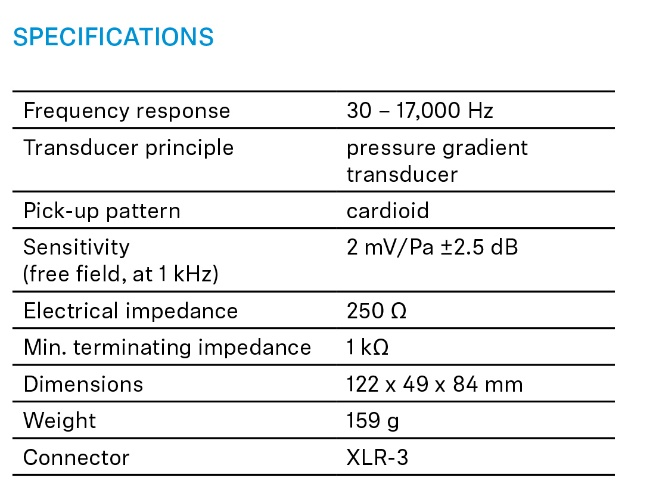 SPECIFICATIONS
Frequency response 30 – 17,000 Hz
Transducer principle pressure gradient
transducer
Pick-up pattern cardioid
Sensitivity 2 mV/Pa ±2.5 dB
(free field, at 1 kHz)
Electrical impedance 250 Ω
Min. terminating impedance 1 kΩ
Dimensions 122 x 49 x 84 mm
Weight 159 g
Connector XLR-3